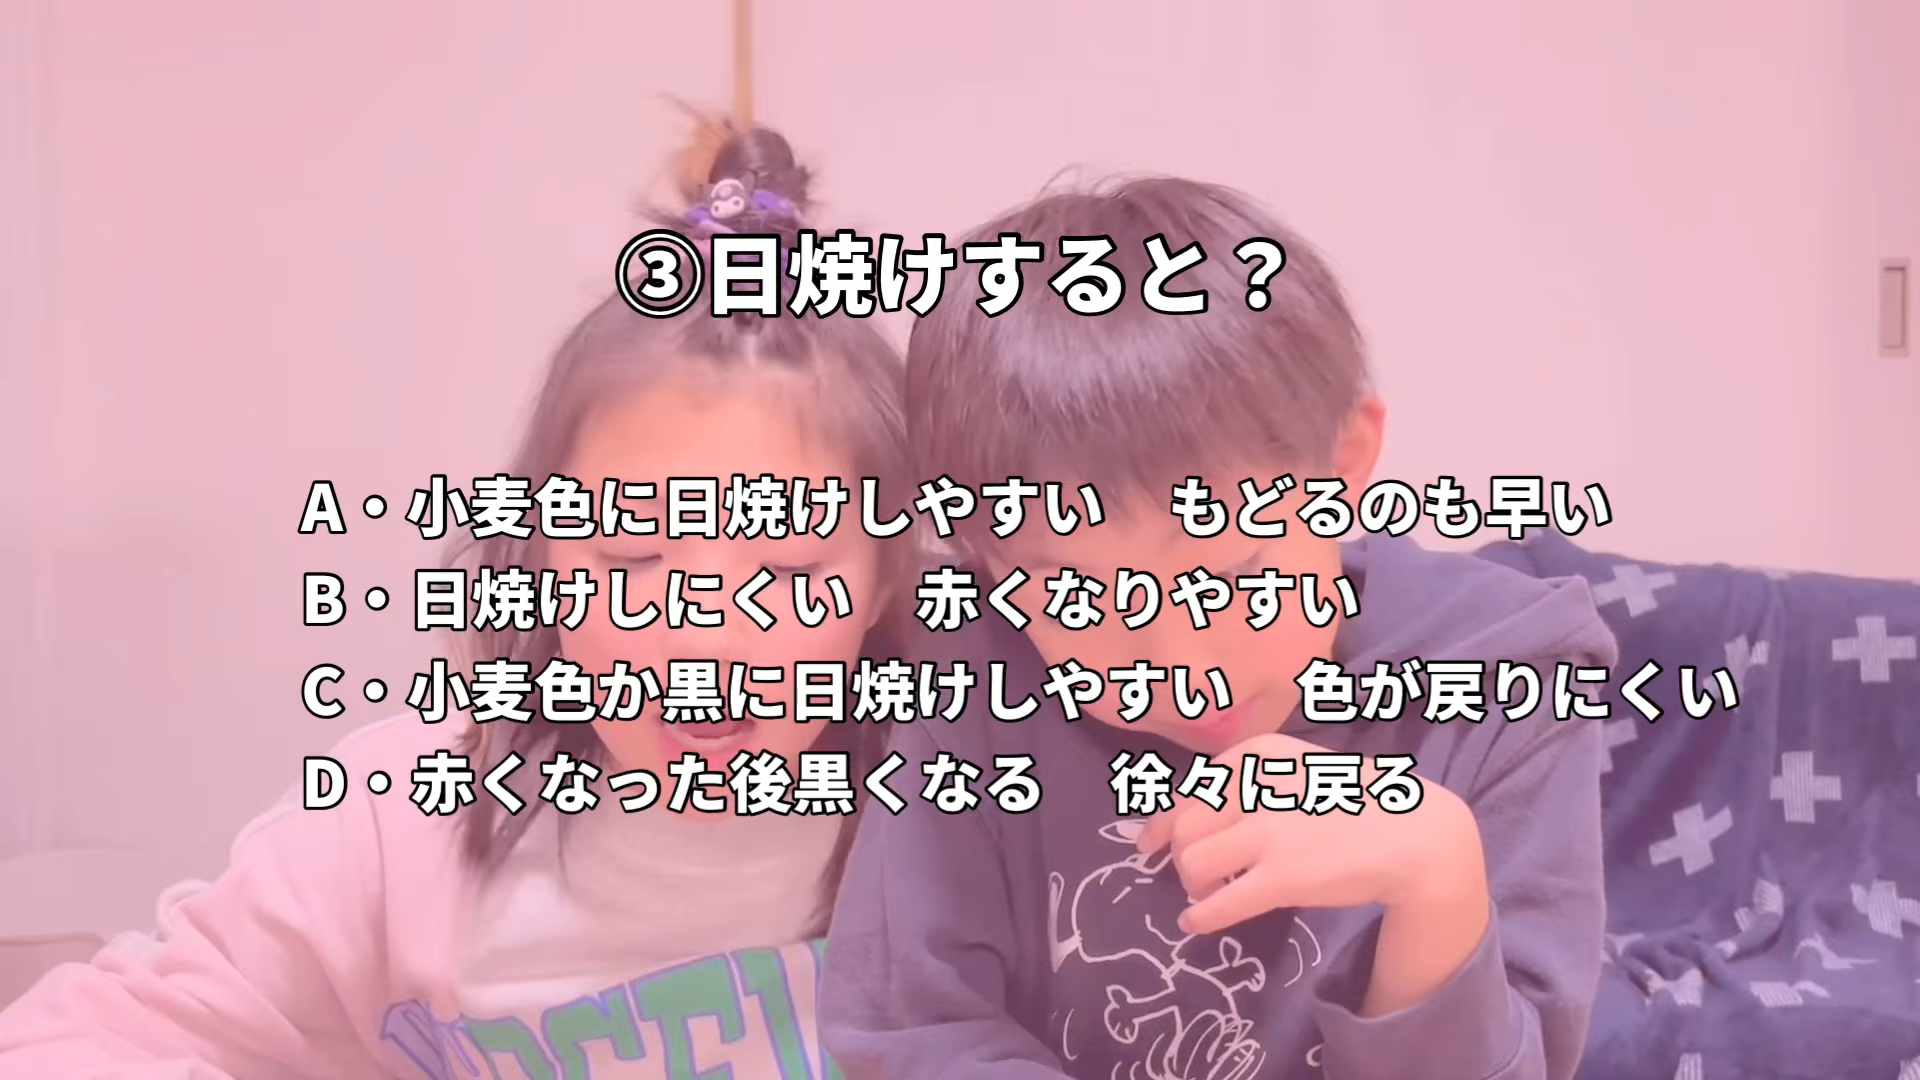 ③日焼けすると？
A・小麦色に日焼けしやすい　もどるのも早い
B・日焼けしにくい　赤くなりやすい
C・小麦色か黒に日焼けしやすい　色が戻りにくい
D・赤くなった後黒くなる　徐々に戻る